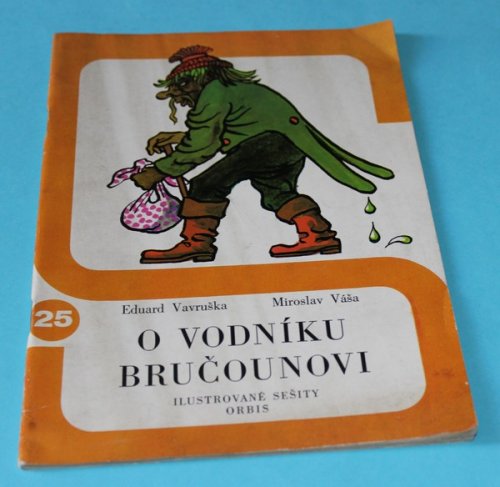 Eduard Vavruška Miroslav Váša
25
O VODNÍKU
BRUČOUNOVI
ILUSTROVANÉ SEŠITY
ORBIS